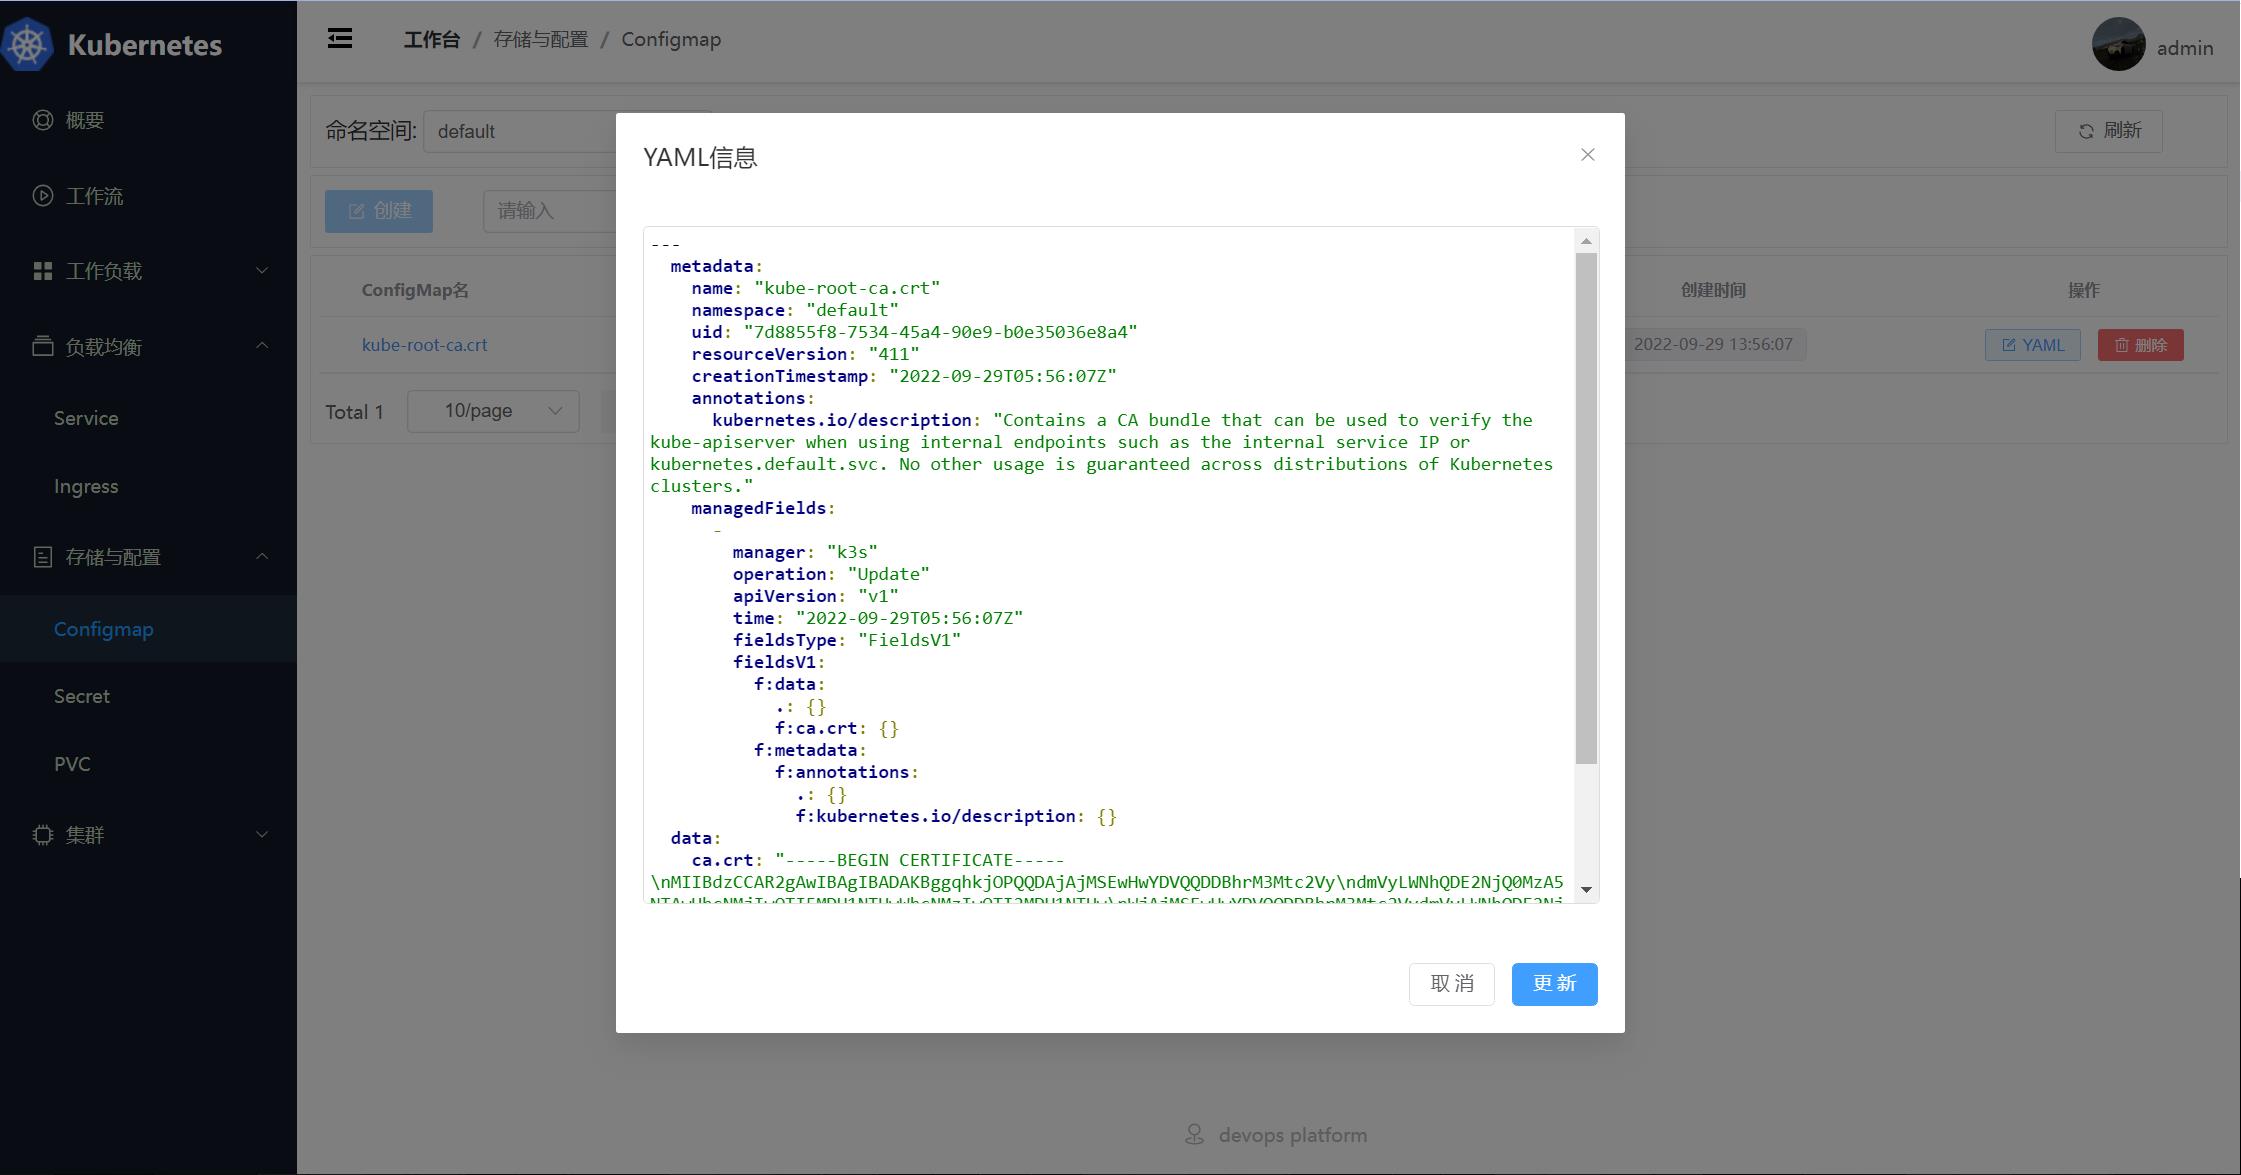 Kubernetes
工作台 / 存储与配置 / Configmap
admin
概要
工作流
工作负载
负载均衡
Service
Ingress
存储与配置
Configmap
Secret
PVC
集群
命名空间: default
刷新
创建
请输入
ConfigMap名
创建时间
操作
kube-root-ca.crt
2022-09-29 13:56:07
YAML
删除
Total 1
10/page
YAML信息
---
metadata:
name: "kube-root-ca.crt"
namespace: "default"
uid: "7d8855f8-7534-45a4-90e9-b0e35036e8a4"
resourceVersion: "411"
creationTimestamp: "2022-09-29T05:56:07Z"
annotations:
kubernetes.io/description: "Contains a CA bundle that can be used to verify the
kube-apiserver when using internal endpoints such as the internal service IP or
kubernetes.default.svc. No other usage is guaranteed across distributions of Kubernetes
clusters."
managedFields:
-
manager: "k3s"
operation: "Update"
apiVersion: "v1"
time: "2022-09-29T05:56:07Z"
fieldsType: "FieldsV1"
fieldsV1:
f:data:
.: {}
f:ca.crt: {}
f:metadata:
f:annotations:
.: {}
f:kubernetes.io/description: {}
data:
ca.crt: "-----BEGIN CERTIFICATE-----
\nMIIBdzCCAR2gAwIBAgIBADAKBggqhkjOPQQDAjAjMSEwHwYDVQQDDBhrM3Mtc2Vy\ndmVyLWNhQDE2NjQ0MzA5
取消
更新
devops platform